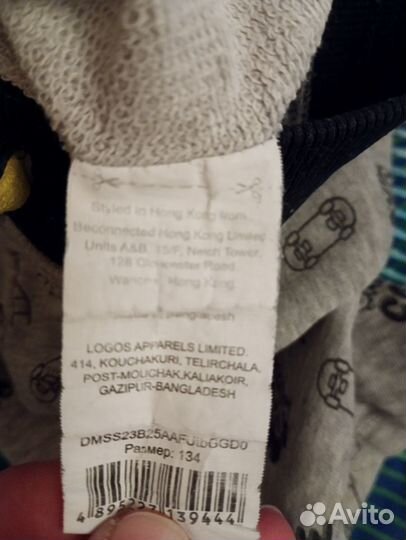 Styled in Hong Kong from
Beconnected Hong Kong Limited
Units A&B, 15/F, Neich Tower,
128 Gloucester Road
Wanchai, Hong Kong
Bangladesh
LOGOS APPARELS LIMITED.
414, KOUCHAKURI, TELIRCHALA,
POST-MOUCHAK,KALIAKOIR,
GAZIPUR-BANGLADESH
Размер: 134
Avito